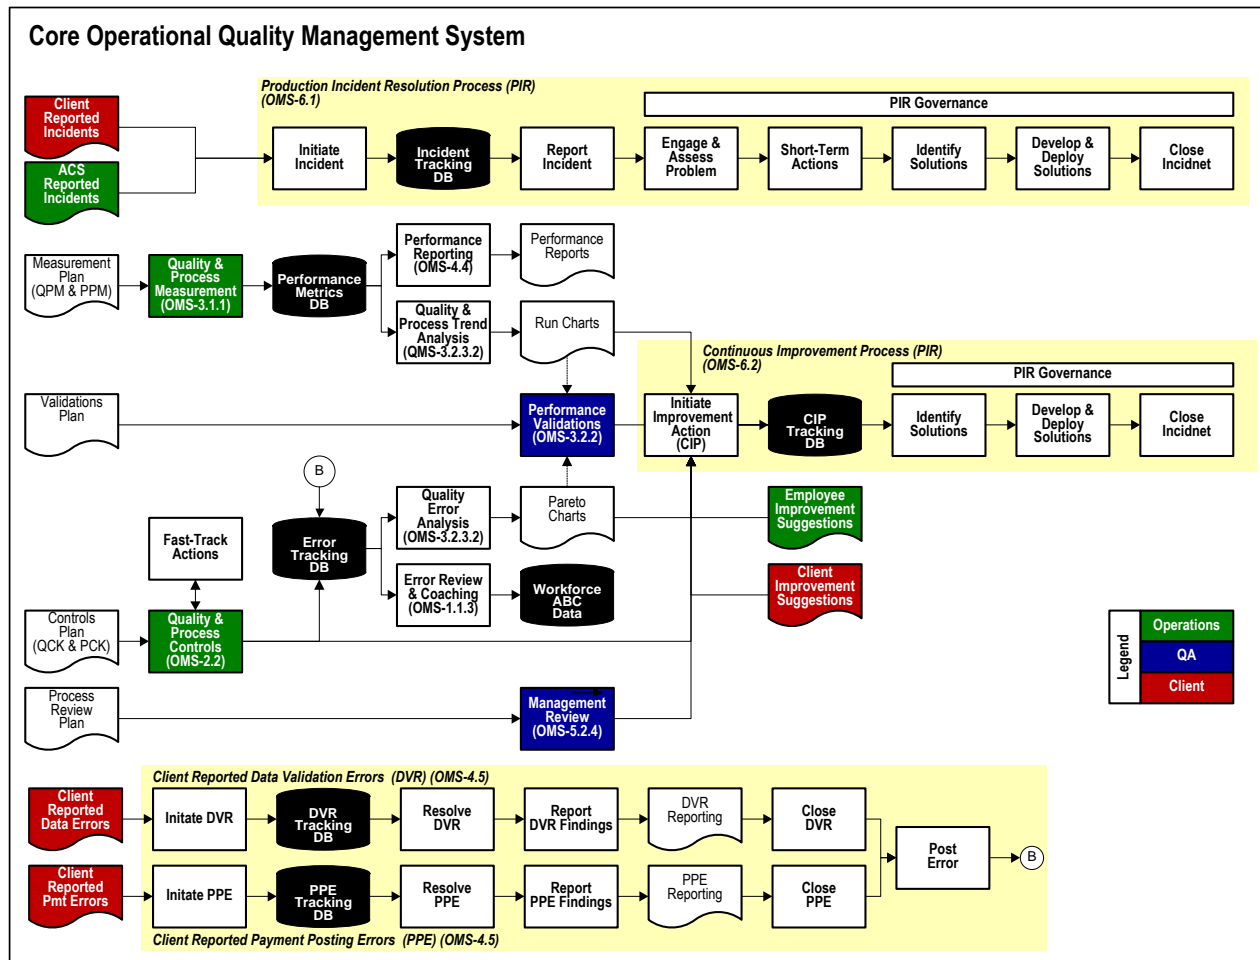 Core Operational Quality Management System
Production Incident Resolution Process (PIR)
(OMS-6.1)
PIR Governance
Client
Reported
Incidents
ACS
Reported
Incidents
Initiate
Incident
Incident
Tracking
DB
Report
Incident
Engage &
Assess
Problem
Short-Term
Actions
Identify
Solutions
Develop &
Deploy
Solutions
Close
Incidnet
Measurement
Plan
(QPM & PPM)
Quality &
Process
Measurement
(OMS-3.1.1)
Performance
Metrics
DB
Performance
Reporting
(OMS-4.4)
Performance
Reports
Quality &
Process Trend
Analysis
(QMS-3.2.3.2)
Run Charts
Continuous Improvement Process (PIR)
(OMS-6.2)
PIR Governance
Validations
Plan
Performance
Validations
(OMS-3.2.2)
Initiate
Improvement
Action
(CIP)
CIP
Tracking
DB
Identify
Solutions
Develop &
Deploy
Solutions
Close
Incidnet
B
Fast-Track
Actions
Error
Tracking
DB
Quality
Error
Analysis
(OMS-3.2.3.2)
Pareto
Charts
Employee
Improvement
Suggestions
Error Review
& Coaching
(OMS-1.1.3)
Workforce
ABC
Data
Client
Improvement
Suggestions
Controls
Plan
(QCK & PCK)
Quality &
Process
Controls
(OMS-2.2)
Legend
Operations
QA
Client
Process
Review
Plan
Management
Review
(OMS-5.2.4)
Client Reported Data Validation Errors (DVR) (OMS-4.5)
Client
Reported
Data Errors
Initate DVR
DVR
Tracking
DB
Resolve
DVR
Report
DVR Findings
DVR
Reporting
Close
DVR
Post
Error
B
Client
Reported
Pmt Errors
Initate PPE
PPE
Tracking
DB
Resolve
PPE
Report
PPE Findings
PPE
Reporting
Close
PPE
Client Reported Payment Posting Errors (PPE) (OMS-4.5)